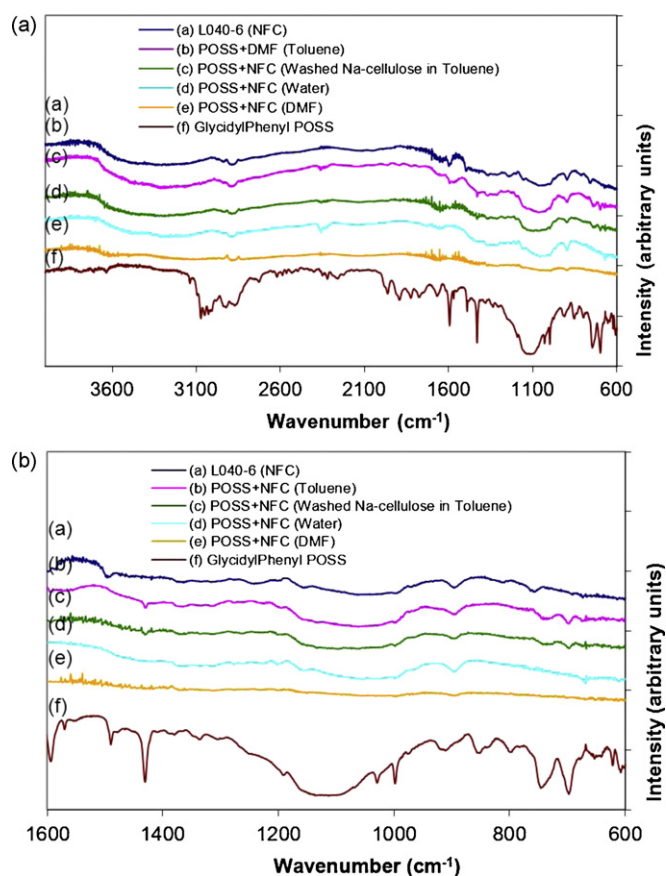 (a)
(a) L040-6 (NFC)
(b) POSS+DMF (Toluene)
(c) POSS+NFC (Washed Na-cellulose in Toluene)
(d) POSS+NFC (Water)
(e) POSS+NFC (DMF)
(f) GlycidylPhenyl POSS
(a)
(b)
(c)
(d)
(e)
(f)
Intensity (arbitrary units)
3600 3100 2600 2100 1600 1100 600
Wavenumber (cm⁻¹)
(b)
(a) L040-6 (NFC)
(b) POSS+NFC (Toluene)
(c) POSS+NFC (Washed Na-cellulose in Toluene)
(d) POSS+NFC (Water)
(e) POSS+NFC (DMF)
(f) GlycidylPhenyl POSS
(a)
(b)
(c)
(d)
(e)
(f)
Intensity (arbitrary units)
1600 1400 1200 1000 800 600
Wavenumber (cm⁻¹)